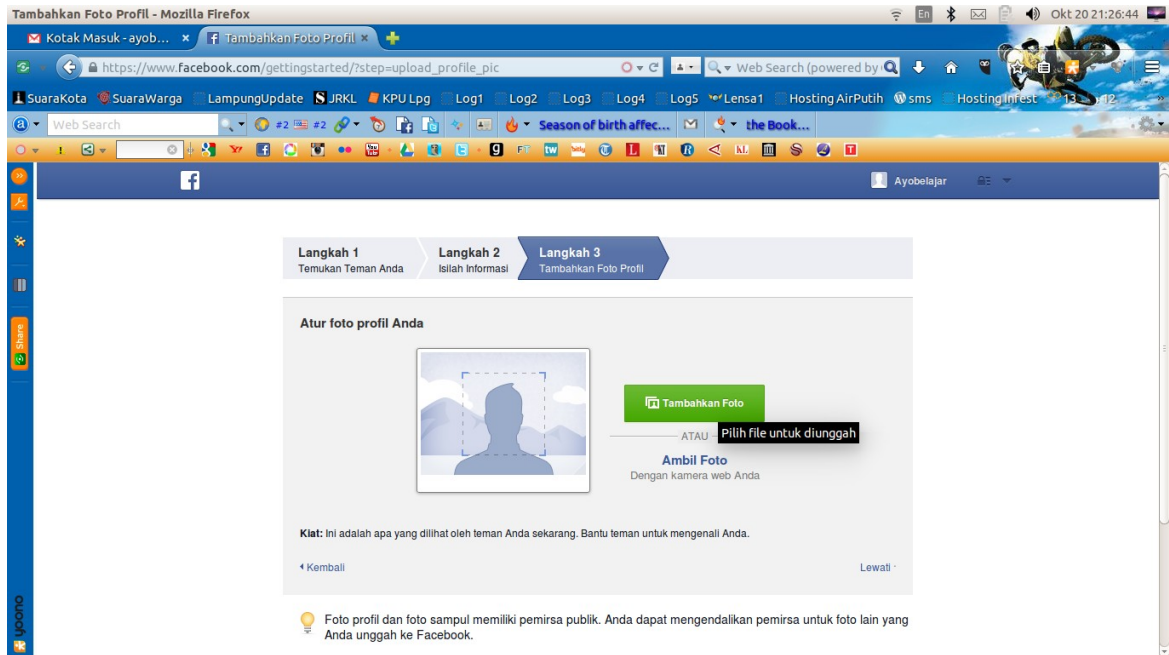 Tambahkan Foto Profil - Mozilla Firefox
En
Okt 20 21:26:44
Kotak Masuk - ayob... ×
Tambahkan Foto Profil ×
https://www.facebook.com/gettingstarted/?step=upload_profile_pic
Web Search (powered by
SuaraKota SuaraWarga LampungUpdate JRKL KPU Lpg Log1 Log2 Log3 Log4 Log5 Lensa1 Hosting AirPutih sms Hosting Infest 13 12
Web Search
#2 #2 Season of birth affec... the Book...
Ayobelajar
Langkah 1
Temukan Teman Anda
Langkah 2
Isilah Informasi
Langkah 3
Tambahkan Foto Profil
Share
Atur foto profil Anda
Tambahkan Foto
ATAU
Pilih file untuk diunggah
Ambil Foto
Dengan kamera web Anda
Kiat: Ini adalah apa yang dilihat oleh teman Anda sekarang. Bantu teman untuk mengenali Anda.
Kembali
Lewati
yoono
Foto profil dan foto sampul memiliki pemirsa publik. Anda dapat mengendalikan pemirsa untuk foto lain yang
Anda unggah ke Facebook.